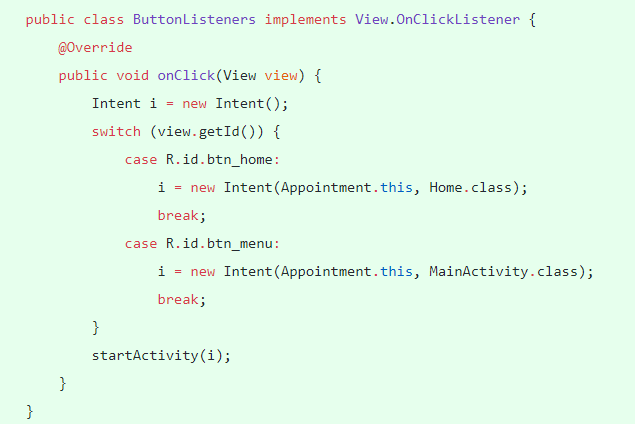 public class ButtonListeners implements View.OnClickListener {
    @Override
    public void onClick(View view) {
        Intent i = new Intent();
        switch (view.getId()) {
            case R.id.btn_home:
                i = new Intent(Appointment.this, Home.class);
                break;
            case R.id.btn_menu:
                i = new Intent(Appointment.this, MainActivity.class);
                break;
        }
        startActivity(i);
    }
}